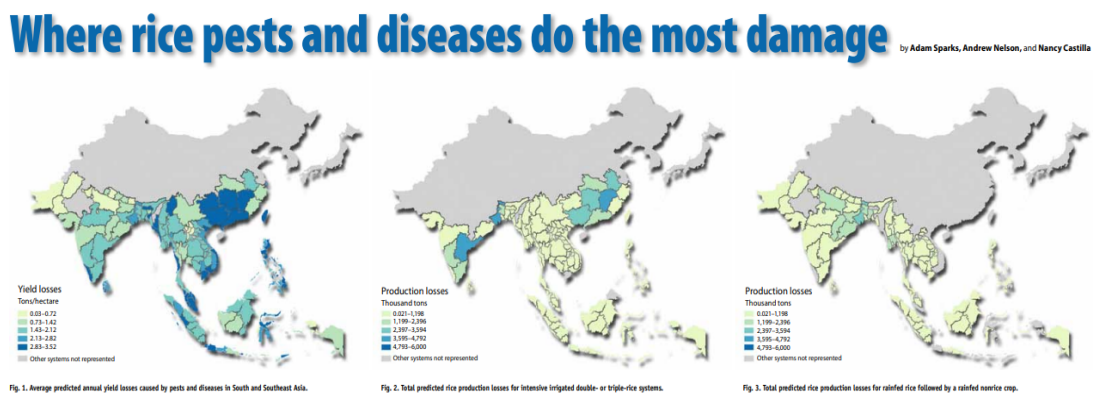 Where rice pests and diseases do the most damage
by Adam Sparks, Andrew Nelson, and Nancy Castilla
Yield losses
Tons/hectare
0.03–0.72
0.73–1.42
1.43–2.12
2.13–2.82
2.83–3.52
Other systems not represented
Fig. 1. Average predicted annual yield losses caused by pests and diseases in South and Southeast Asia.
Production losses
Thousand tons
0.021–1,198
1,199–2,396
2,397–3,594
3,595–4,792
4,793–6,000
Other systems not represented
Fig. 2. Total predicted rice production losses for intensive irrigated double- or triple-rice systems.
Production losses
Thousand tons
0.021–1,198
1,199–2,396
2,397–3,594
3,595–4,792
4,793–6,000
Other systems not represented
Fig. 3. Total predicted rice production losses for rainfed rice followed by a rainfed nonrice crop.